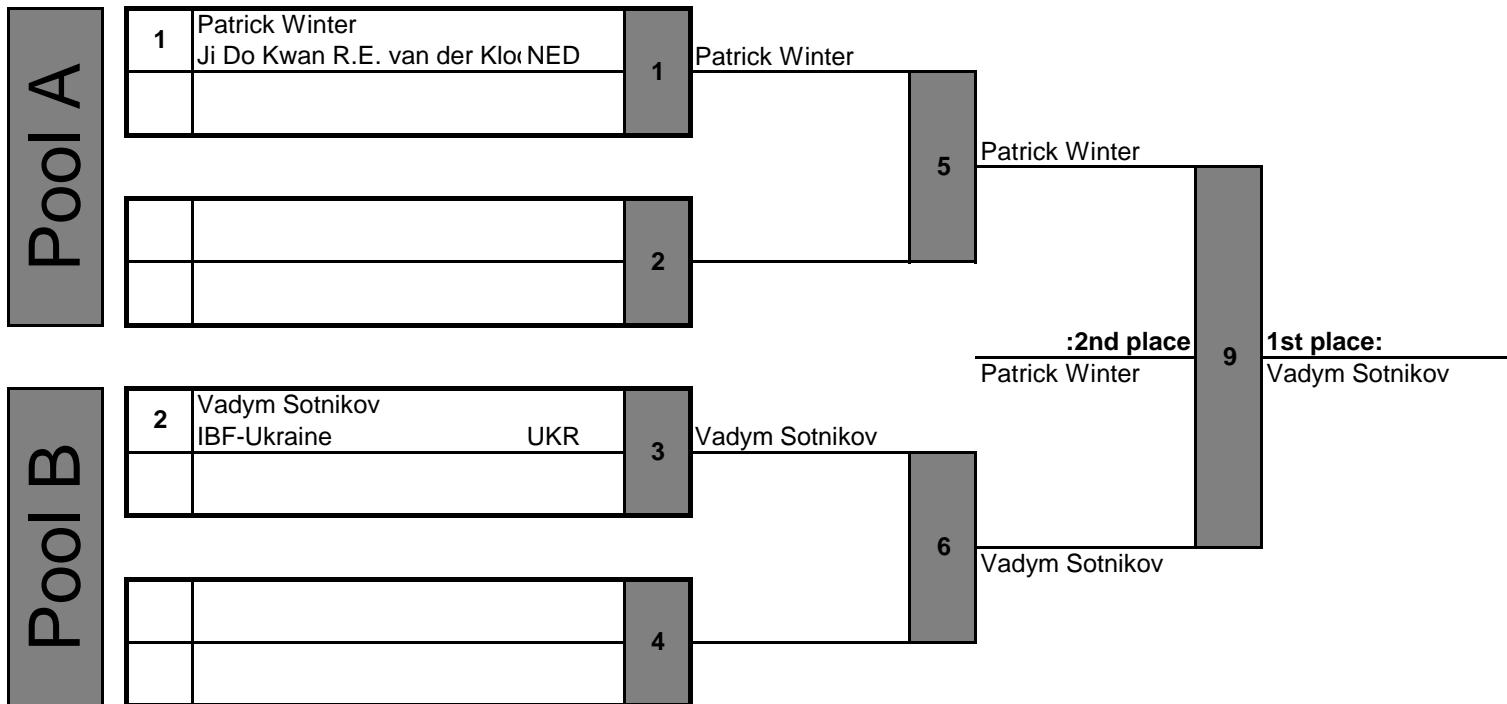 Pool A
1
Patrick Winter
Ji Do Kwan R.E. van der Kloo NED
1
Patrick Winter
5
Patrick Winter
2
:2nd place
9
1st place:
Patrick Winter
Vadym Sotnikov
Pool B
2
Vadym Sotnikov
IBF-Ukraine UKR
3
Vadym Sotnikov
6
Vadym Sotnikov
4